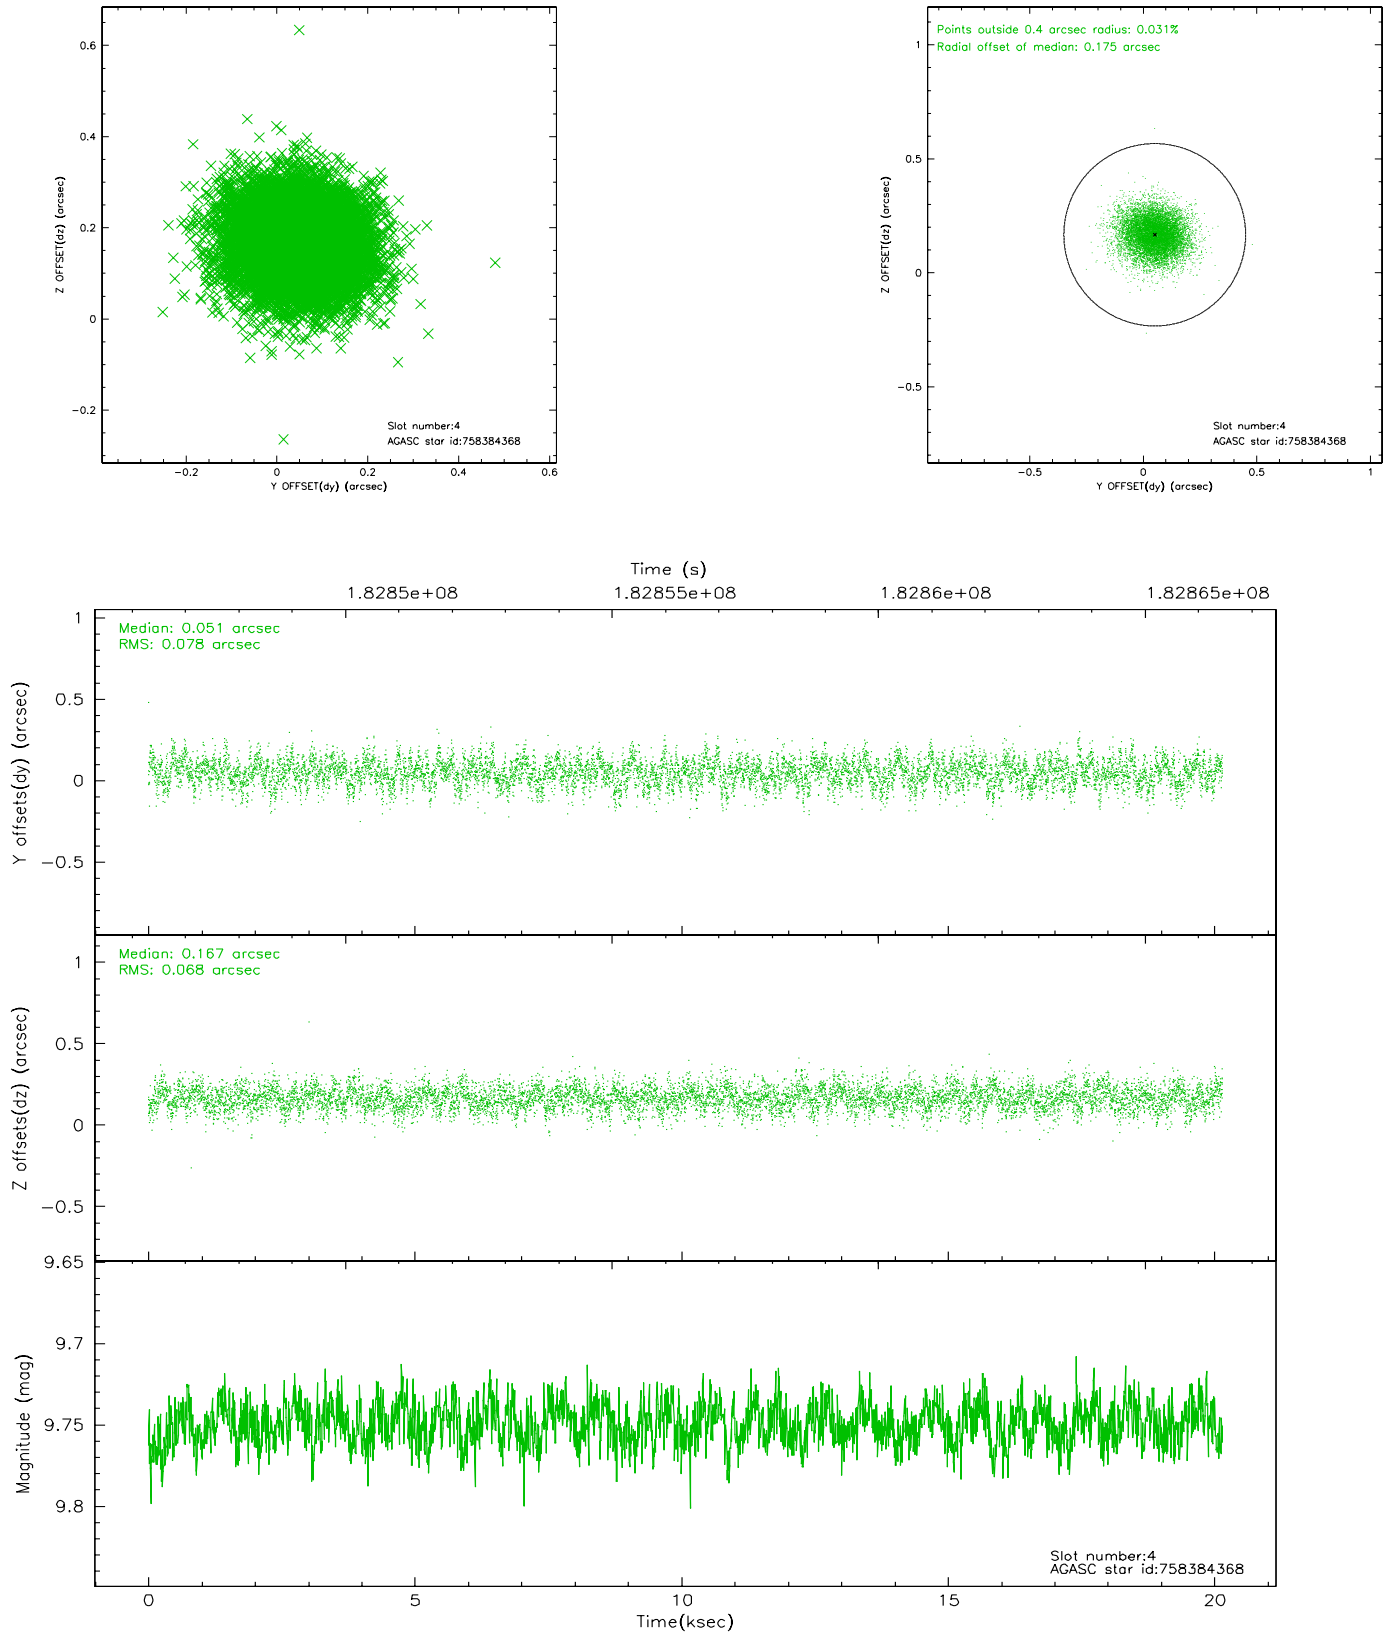 0.6
0.4
0.2
0
−0.2
Z OFFSET(dz) (arcsec)
Slot number:4
AGASC star id:758384368
−0.2 0 0.2 0.4 0.6
Y OFFSET(dy) (arcsec)
Points outside 0.4 arcsec radius: 0.031%
Radial offset of median: 0.175 arcsec
1
0.5
0
−0.5
Z OFFSET(dz) (arcsec)
Slot number:4
AGASC star id:758384368
−0.5 0 0.5 1
Y OFFSET(dy) (arcsec)
Time (s)
1.8285e+08 1.82855e+08 1.8286e+08 1.82865e+08
Median: 0.051 arcsec
RMS: 0.078 arcsec
1
0.5
0
−0.5
Y offsets(dy) (arcsec)
Median: 0.167 arcsec
RMS: 0.068 arcsec
1
0.5
0
−0.5
Z offsets(dz) (arcsec)
9.65
9.7
9.75
9.8
Magnitude (mag)
Slot number:4
AGASC star id:758384368
0 5 10 15 20
Time(ksec)